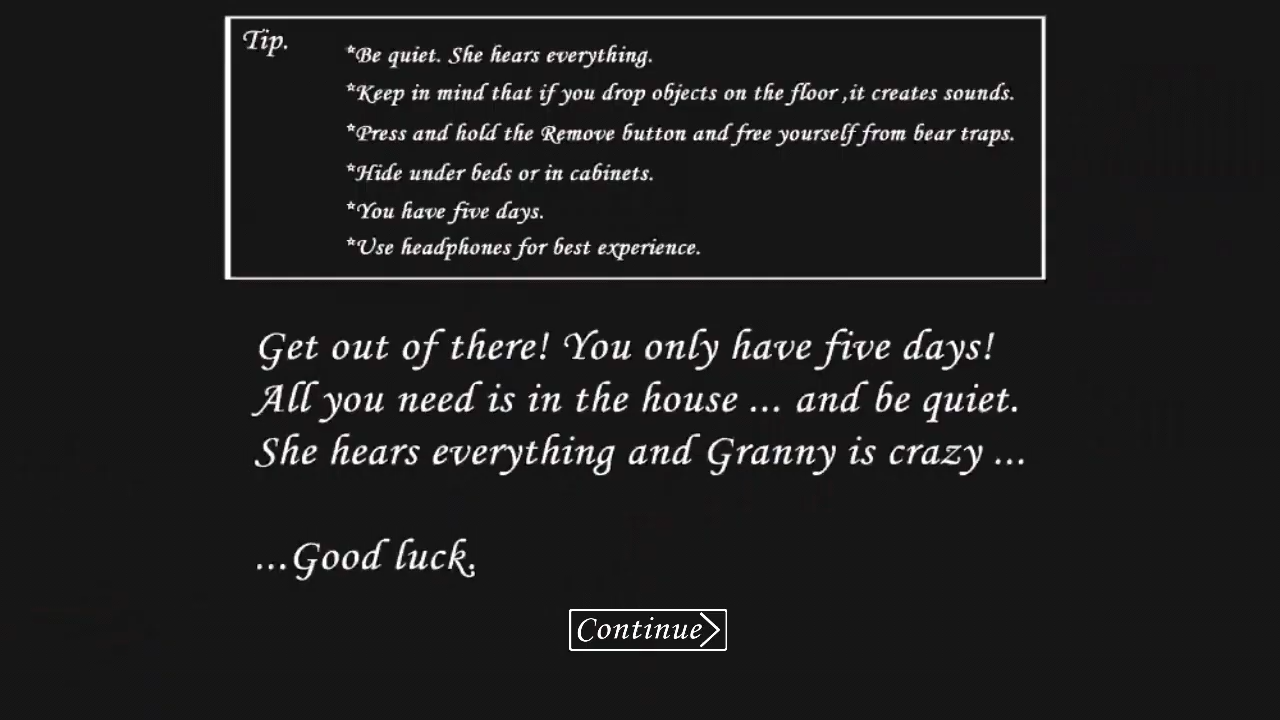 Tip.
*Be quiet. She hears everything.
*Keep in mind that if you drop objects on the floor ,it creates sounds.
*Press and hold the Remove button and free yourself from bear traps.
*Hide under beds or in cabinets.
*You have five days.
*Use headphones for best experience.
Get out of there! You only have five days!
All you need is in the house ... and be quiet.
She hears everything and Granny is crazy ...
...Good luck.
Continue